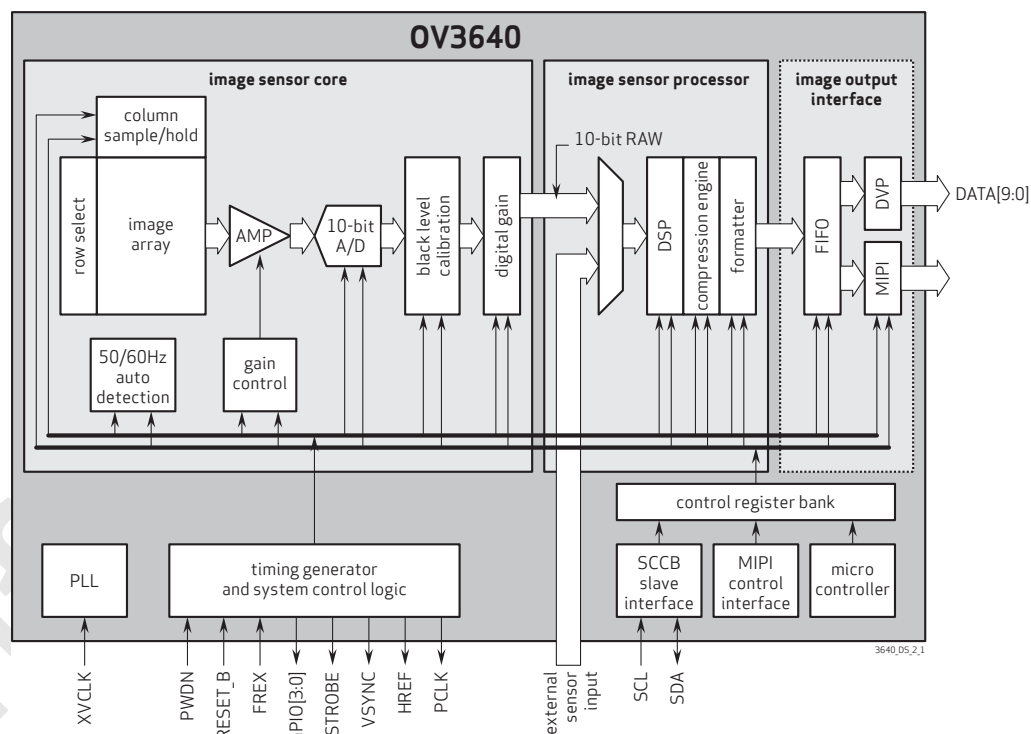 OV3640
image sensor core
image sensor processor
image output
interface
column
sample/hold
10-bit RAW
row select
image
array
AMP
10-bit
A/D
black level
calibration
digital gain
DSP
compression engine
formatter
FIFO
DVP
MIPI
DATA[9:0]
50/60Hz
auto
detection
gain
control
control register bank
PLL
timing generator
and system control logic
SCCB
slave
interface
MIPI
control
interface
micro
controller
3640_DS_2_1
XVCLK
PWDN
RESET_B
FREX
GPIO[3:0]
STROBE
VSYNC
HREF
PCLK
external
sensor
input
SCL
SDA